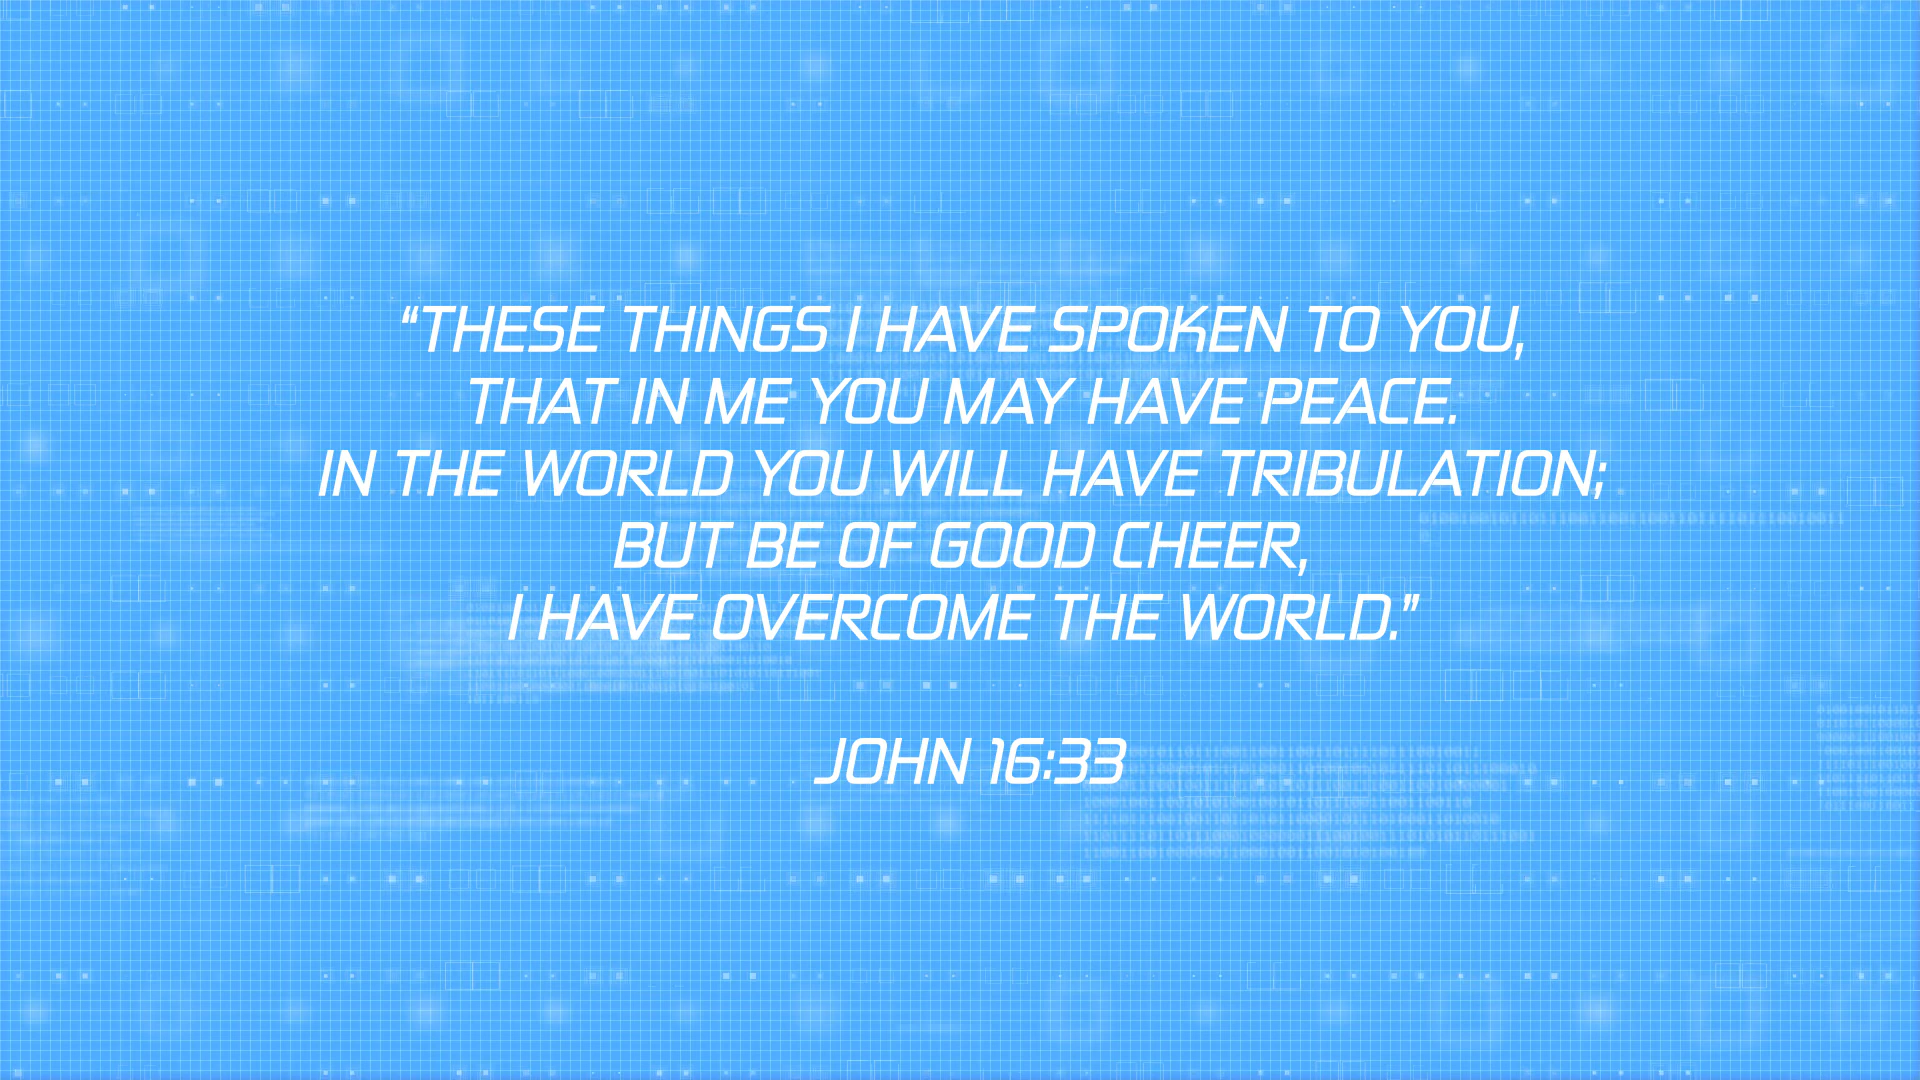 “THESE THINGS I HAVE SPOKEN TO YOU,
THAT IN ME YOU MAY HAVE PEACE.
IN THE WORLD YOU WILL HAVE TRIBULATION;
BUT BE OF GOOD CHEER,
I HAVE OVERCOME THE WORLD.”
JOHN 16:33